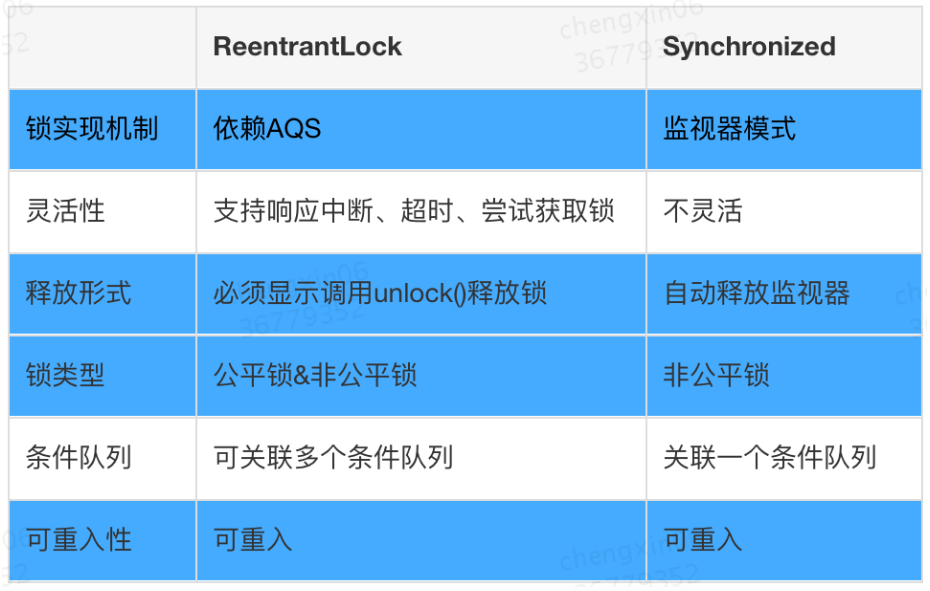 ReentrantLock Synchronized
锁实现机制 依赖AQS 监视器模式
灵活性 支持响应中断、超时、尝试获取锁 不灵活
释放形式 必须显示调用unlock()释放锁 自动释放监视器
锁类型 公平锁&非公平锁 非公平锁
条件队列 可关联多个条件队列 关联一个条件队列
可重入性 可重入 可重入
chengxin06
36779352